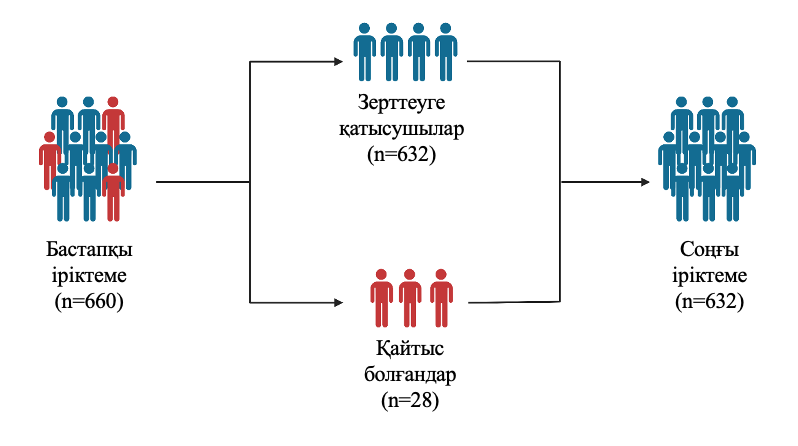 Бастапқы
іріктеме
(n=660)
Зерттеуге
қатысушылар
(n=632)
Қайтыс
болғандар
(n=28)
Соңғы
іріктеме
(n=632)